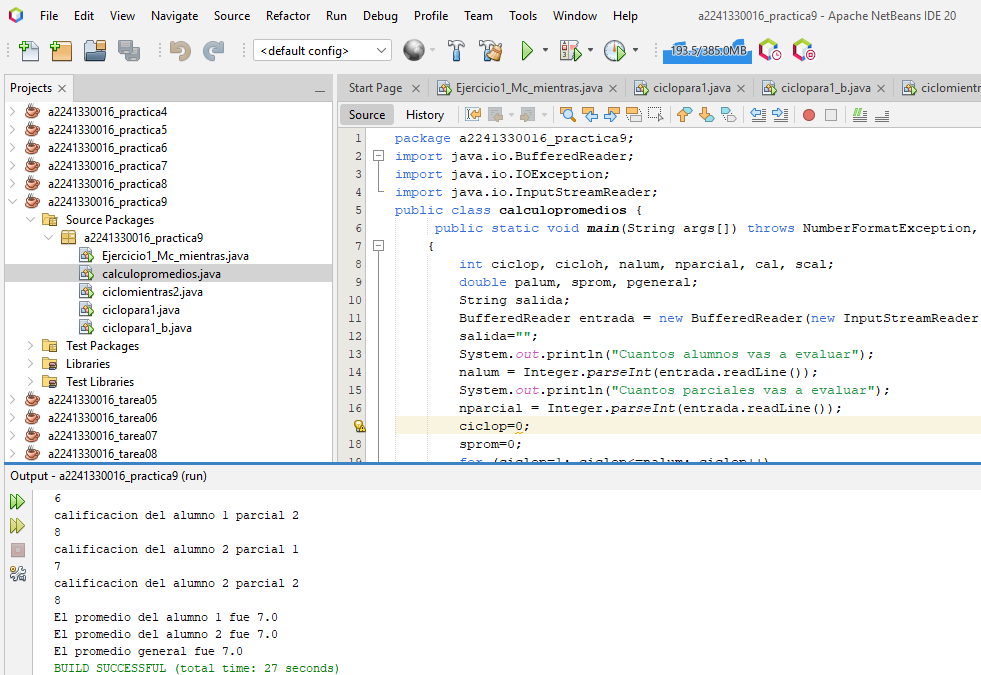 File Edit View Navigate Source Refactor Run Debug Profile Team Tools Window Help a2241330016_practica9 - Apache NetBeans IDE 20
<default config> 193.5/385.0MB
Projects
Start Page Ejercicio1_Mc_mientras.java ciclopara1.java ciclopara1_b.java ciclomientr
Source History
a2241330016_practica4
a2241330016_practica5
a2241330016_practica6
a2241330016_practica7
a2241330016_practica8
a2241330016_practica9
Source Packages
a2241330016_practica9
Ejercicio1_Mc_mientras.java
calculopromedios.java
ciclomientras2.java
ciclopara1.java
ciclopara1_b.java
Test Packages
Libraries
Test Libraries
a2241330016_tarea05
a2241330016_tarea06
a2241330016_tarea07
a2241330016_tarea08
1 package a2241330016_practica9;
2 import java.io.BufferedReader;
3 import java.io.IOException;
4 import java.io.InputStreamReader;
5 public class calculopromedios {
6 public static void main(String args[]) throws NumberFormatException,
7 {
8 int ciclop, cicloh, nalum, nparcial, cal, scal;
9 double palum, sprom, pgeneral;
10 String salida;
11 BufferedReader entrada = new BufferedReader(new InputStreamReader
12 salida="";
13 System.out.println("Cuantos alumnos vas a evaluar");
14 nalum = Integer.parseInt(entrada.readLine());
15 System.out.println("Cuantos parciales vas a evaluar");
16 nparcial = Integer.parseInt(entrada.readLine());
ciclop=0;
18 sprom=0;
19 for (ciclop=1; ciclop<=nalum; ciclop++)
Output - a2241330016_practica9 (run)
6
calificacion del alumno 1 parcial 2
8
calificacion del alumno 2 parcial 1
7
calificacion del alumno 2 parcial 2
8
El promedio del alumno 1 fue 7.0
El promedio del alumno 2 fue 7.0
El promedio general fue 7.0
BUILD SUCCESSFUL (total time: 27 seconds)